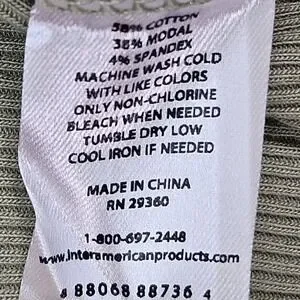 58% COTTON
38% MODAL
4% SPANDEX
MACHINE WASH COLD
WITH LIKE COLORS
ONLY NON-CHLORINE
BLEACH WHEN NEEDED
TUMBLE DRY LOW
COOL IRON IF NEEDED
MADE IN CHINA
RN 29360
1-800-697-2448
www.interamericanproducts.com
88068 88736 4